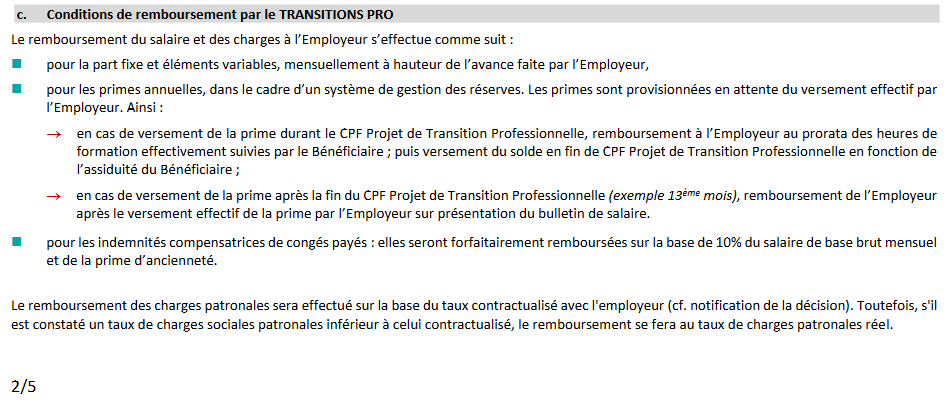 c. Conditions de remboursement par le TRANSITIONS PRO
Le remboursement du salaire et des charges à l'Employeur s'effectue comme suit :
pour la part fixe et éléments variables, mensuellement à hauteur de l'avance faite par l'Employeur,
pour les primes annuelles, dans le cadre d'un système de gestion des réserves. Les primes sont provisionnées en attente du versement effectif par
l'Employeur. Ainsi :
→ en cas de versement de la prime durant le CPF Projet de Transition Professionnelle, remboursement à l'Employeur au prorata des heures de
formation effectivement suivies par le Bénéficiaire ; puis versement du solde en fin de CPF Projet de Transition Professionnelle en fonction de
l'assiduité du Bénéficiaire ;
→ en cas de versement de la prime après la fin du CPF Projet de Transition Professionnelle (exemple 13ème mois), remboursement de l'Employeur
après le versement effectif de la prime par l'Employeur sur présentation du bulletin de salaire.
pour les indemnités compensatrices de congés payés : elles seront forfaitairement remboursées sur la base de 10% du salaire de base brut mensuel
et de la prime d'ancienneté.
Le remboursement des charges patronales sera effectué sur la base du taux contractualisé avec l'employeur (cf. notification de la décision). Toutefois, s'il
est constaté un taux de charges sociales patronales inférieur à celui contractualisé, le remboursement se fera au taux de charges patronales réel.
2/5